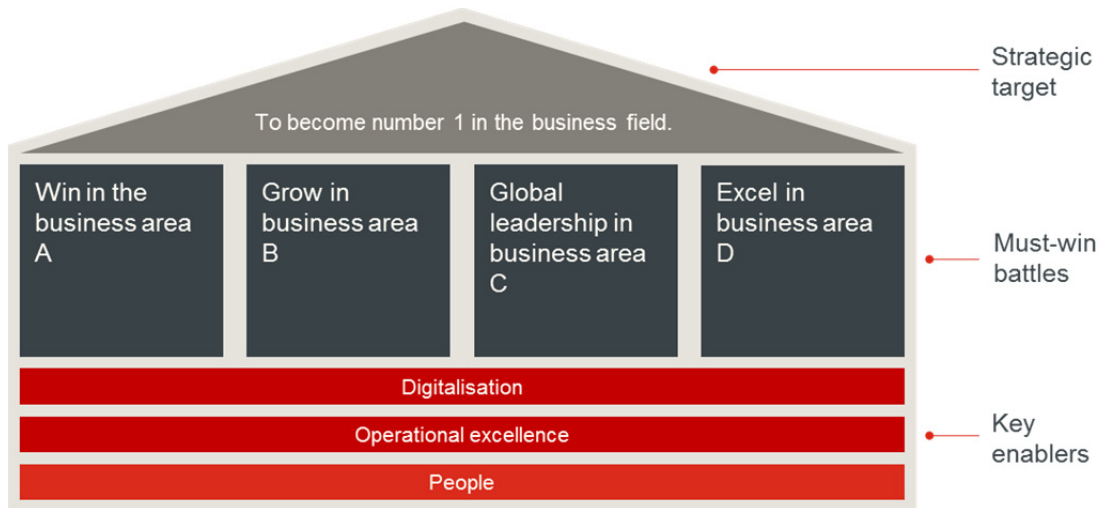 To become number 1 in the business field.
Strategic
target
Win in the
business area
A
Grow in
business area
B
Global
leadership in
business area
C
Excel in
business area
D
Must-win
battles
Digitalisation
Operational excellence
People
Key
enablers